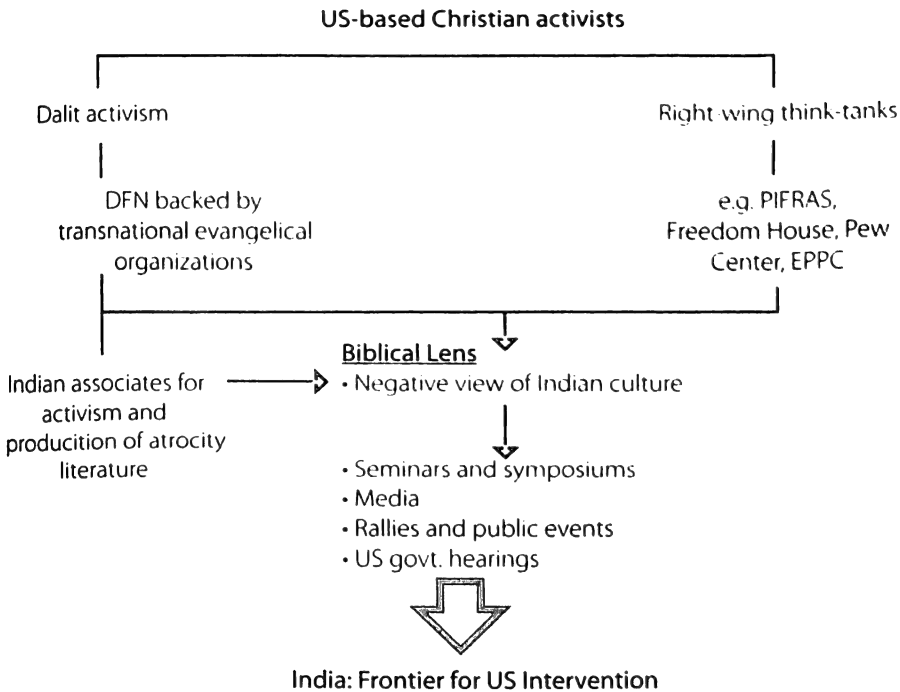 US-based Christian activists
Dalit activism
Right-wing think-tanks
DFN backed by
transnational evangelical
organizations
e.g. PIFRAS,
Freedom House, Pew
Center, EPPC
Indian associates for
activism and
producition of atrocity
literature
Biblical Lens
• Negative view of Indian culture
• Seminars and symposiums
• Media
• Rallies and public events
• US govt. hearings
India: Frontier for US Intervention